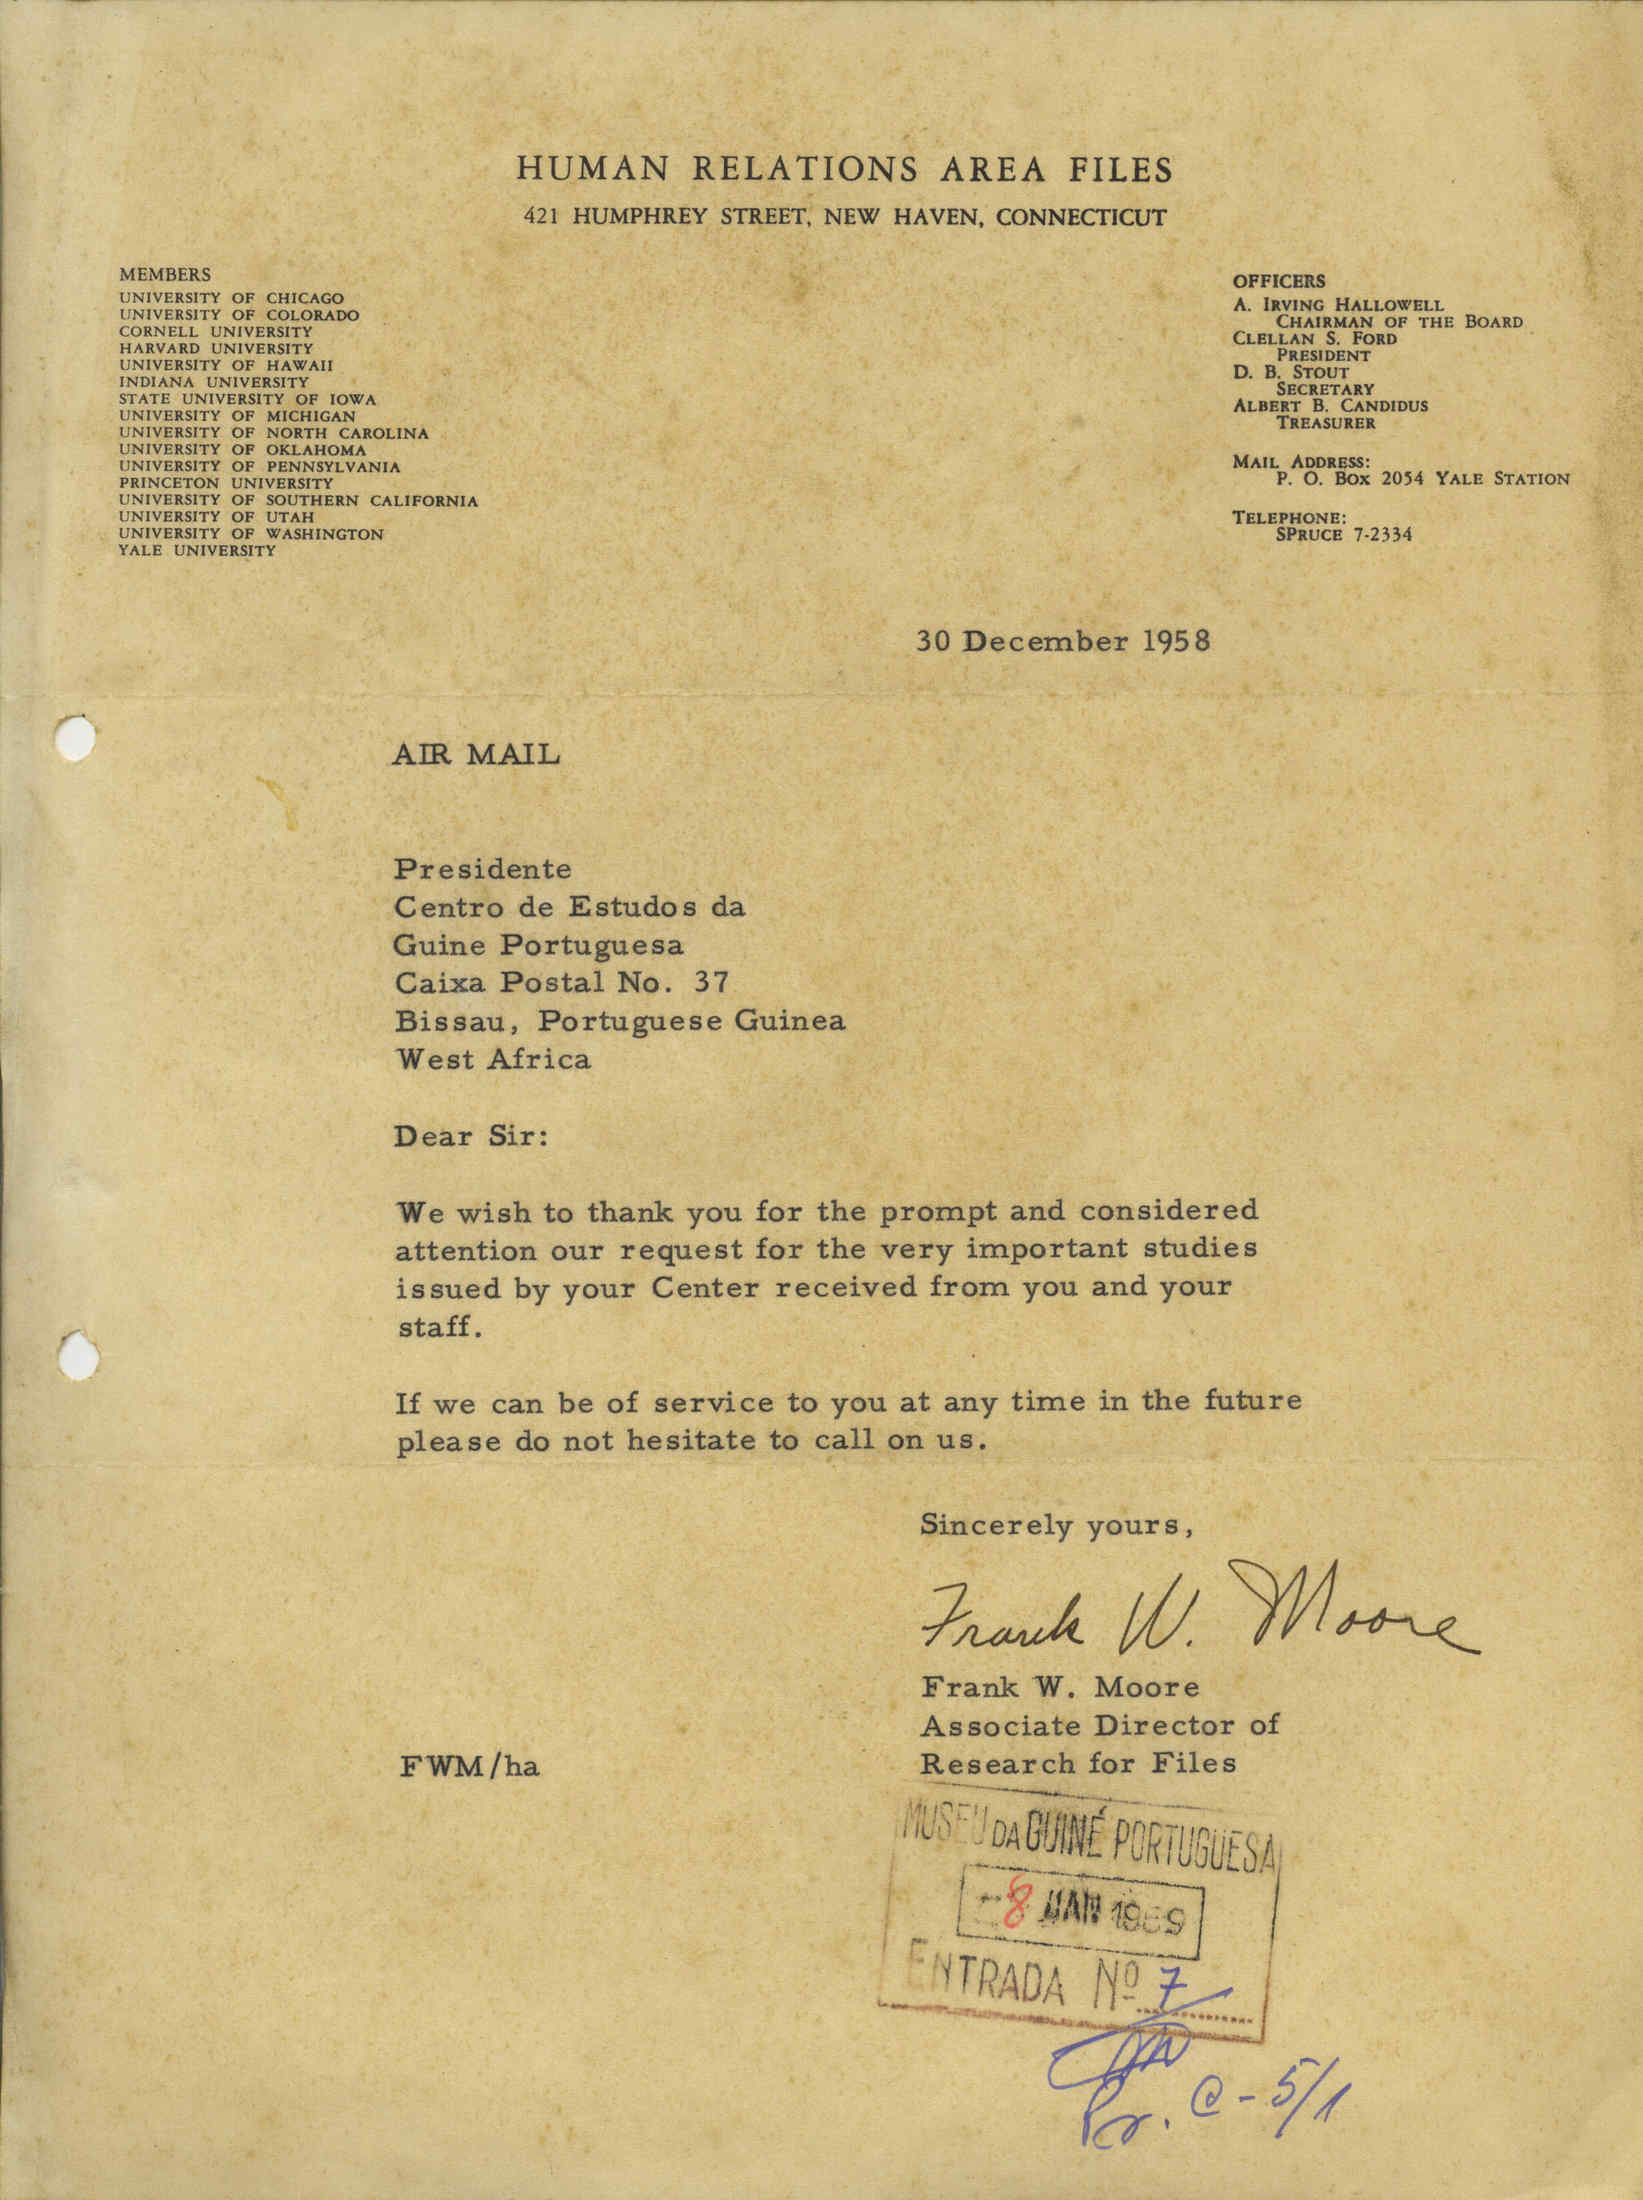 HUMAN RELATIONS AREA FILES
421 HUMPHREY STREET, NEW HAVEN, CONNECTICUT
MEMBERS
UNIVERSITY OF CHICAGO
UNIVERSITY OF COLORADO
CORNELL UNIVERSITY
HARVARD UNIVERSITY
UNIVERSITY OF HAWAII
INDIANA UNIVERSITY
STATE UNIVERSITY OF IOWA
UNIVERSITY OF MICHIGAN
UNIVERSITY OF NORTH CAROLINA
UNIVERSITY OF OKLAHOMA
UNIVERSITY OF PENNSYLVANIA
PRINCETON UNIVERSITY
UNIVERSITY OF SOUTHERN CALIFORNIA
UNIVERSITY OF UTAH
UNIVERSITY OF WASHINGTON
YALE UNIVERSITY
OFFICERS
A. IRVING HALLOWELL
CHAIRMAN OF THE BOARD
CLELLAN S. FORD
PRESIDENT
D. B. STOUT
SECRETARY
ALBERT B. CANDIDUS
TREASURER
MAIL ADDRESS:
P. O. BOX 2054 YALE STATION
TELEPHONE:
SPRUCE 7-2334
30 December 1958
AIR MAIL
Presidente
Centro de Estudos da
Guine Portuguesa
Caixa Postal No. 37
Bissau, Portuguese Guinea
West Africa
Dear Sir:
We wish to thank you for the prompt and considered
attention our request for the very important studies
issued by your Center received from you and your
staff.
If we can be of service to you at any time in the future
please do not hesitate to call on us.
Sincerely yours,
Frank W. Moore
Frank W. Moore
Associate Director of
Research for Files
FWM/ha
MUSEU DA GUINÉ PORTUGUESA
-8 JAN 1959
ENTRADA Nº 7
C-5/1